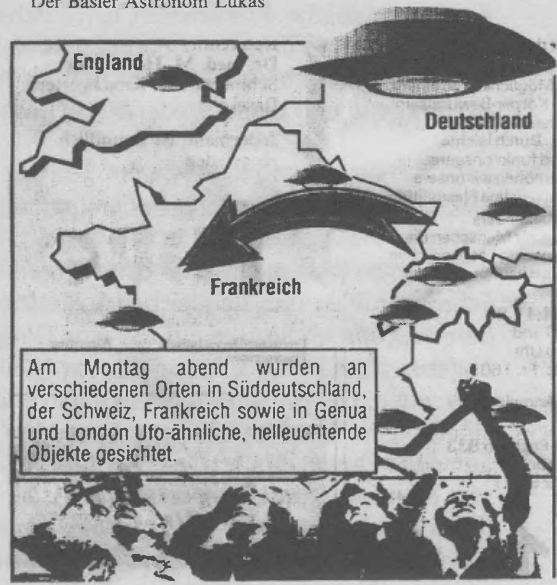 Der Basler Astronom Lukas
England
Deutschland
Frankreich
Am Montag abend wurden an
verschiedenen Orten in Süddeutschland,
der Schweiz, Frankreich sowie in Genua
und London Ufo-ähnliche, helleuchtende
Objekte gesichtet.